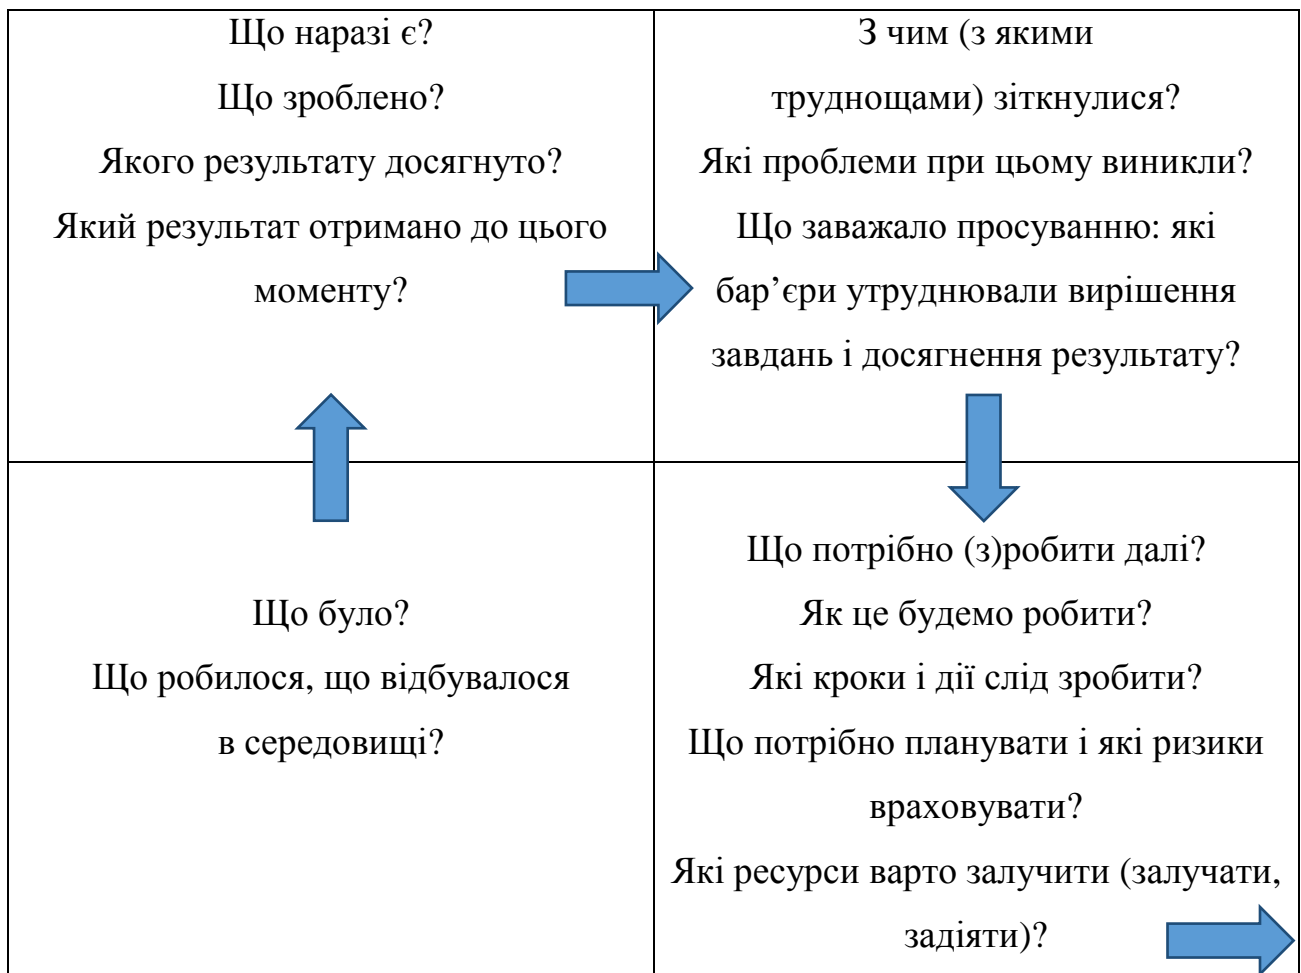 Що наразі є?
Що зроблено?
Якого результату досягнуто?
Який результат отримано до цього
моменту?
З чим (з якими
труднощами) зіткнулися?
Які проблеми при цьому виникли?
Що заважало просуванню: які
бар’єри утруднювали вирішення
завдань і досягнення результату?
Що було?
Що робилося, що відбувалося
в середовищі?
Що потрібно (з)робити далі?
Як це будемо робити?
Які кроки і дії слід зробити?
Що потрібно планувати і які ризики
враховувати?
Які ресурси варто залучити (залучати,
задіяти)?